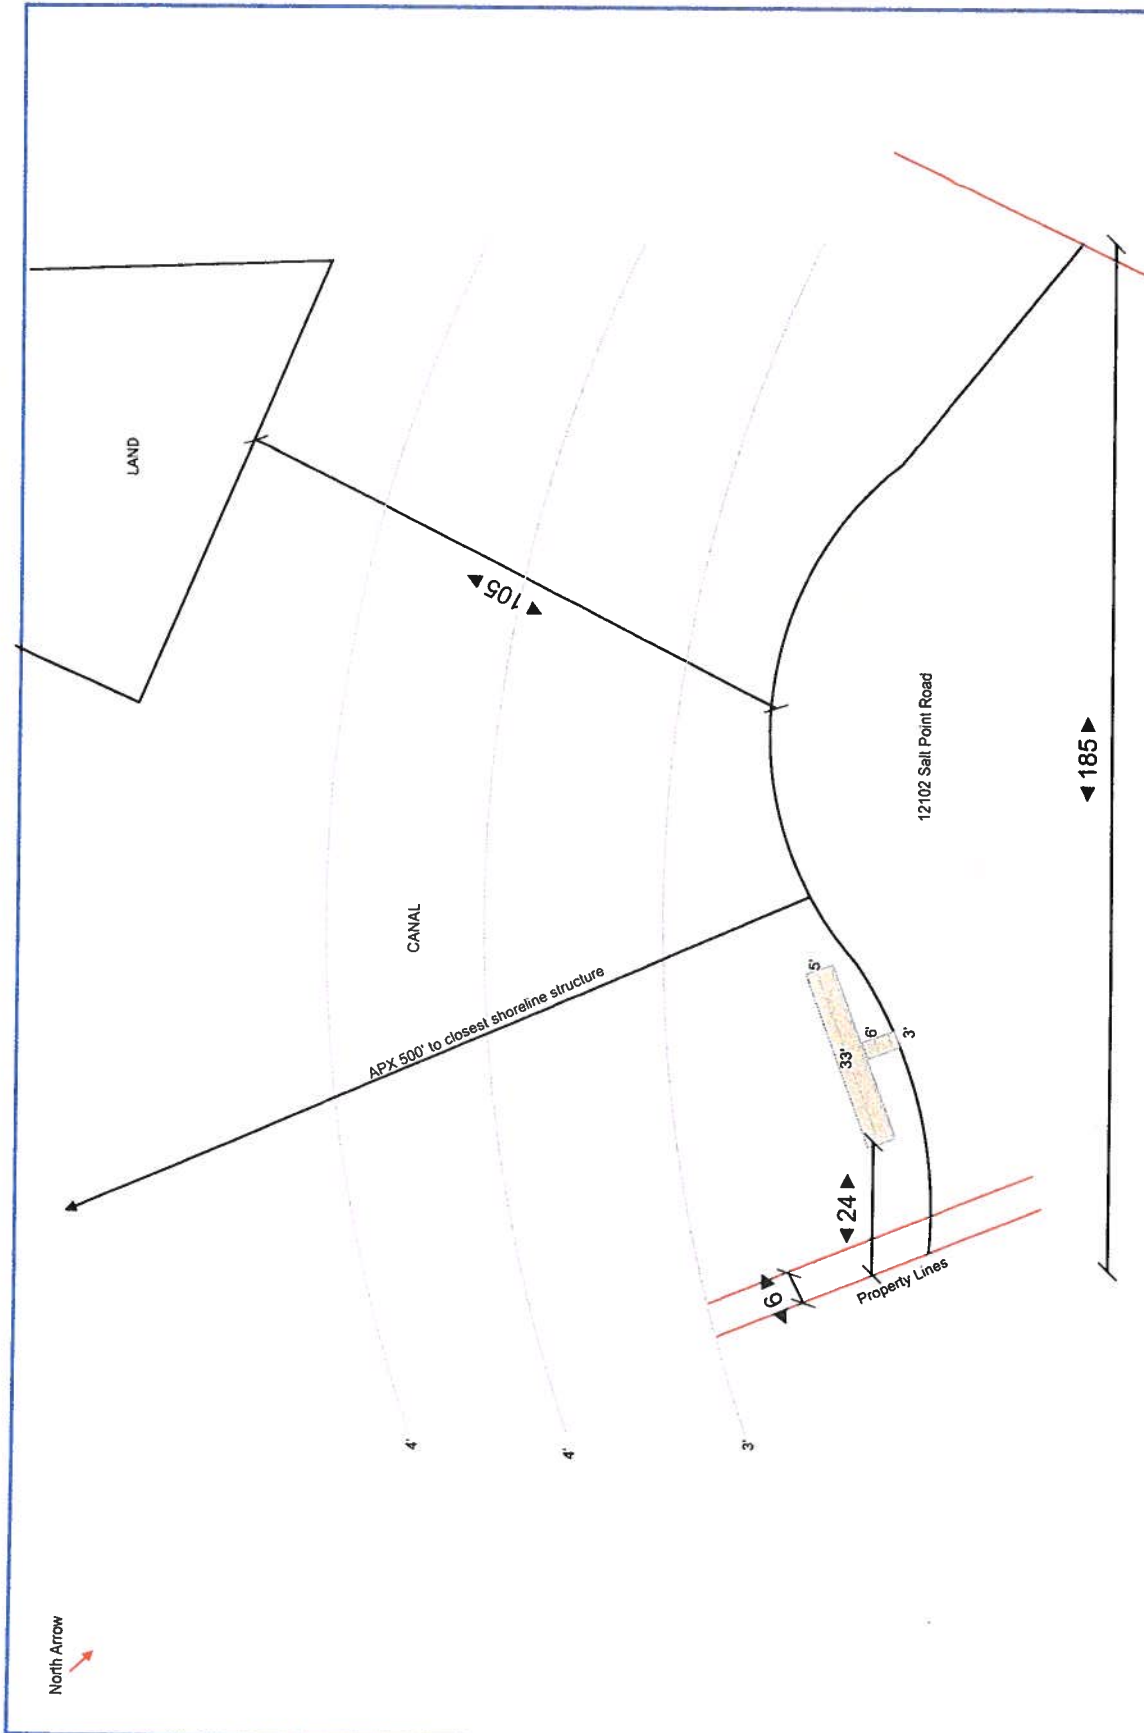 North Arrow
LAND
CANAL
APX 500' to closest shoreline structure
105
12102 Salt Point Road
185
5'
33'
6'
3'
24
6
Property Lines
4'
4'
3'